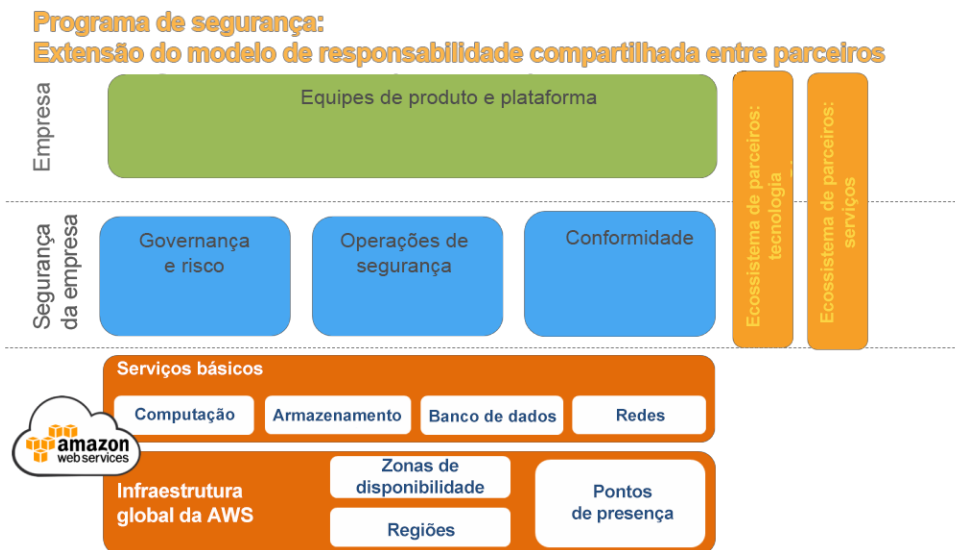 Programa de segurança:
Extensão do modelo de responsabilidade compartilhada entre parceiros
Empresa
Equipes de produto e plataforma
Ecossistema de parceiros:
tecnologia
Ecossistema de parceiros:
serviços
Segurança
da empresa
Governança
e risco
Operações de
segurança
Conformidade
Serviços básicos
Computação
Armazenamento
Banco de dados
Redes
amazon
webservices
Infraestrutura
global da AWS
Zonas de
disponibilidade
Regiões
Pontos
de presença